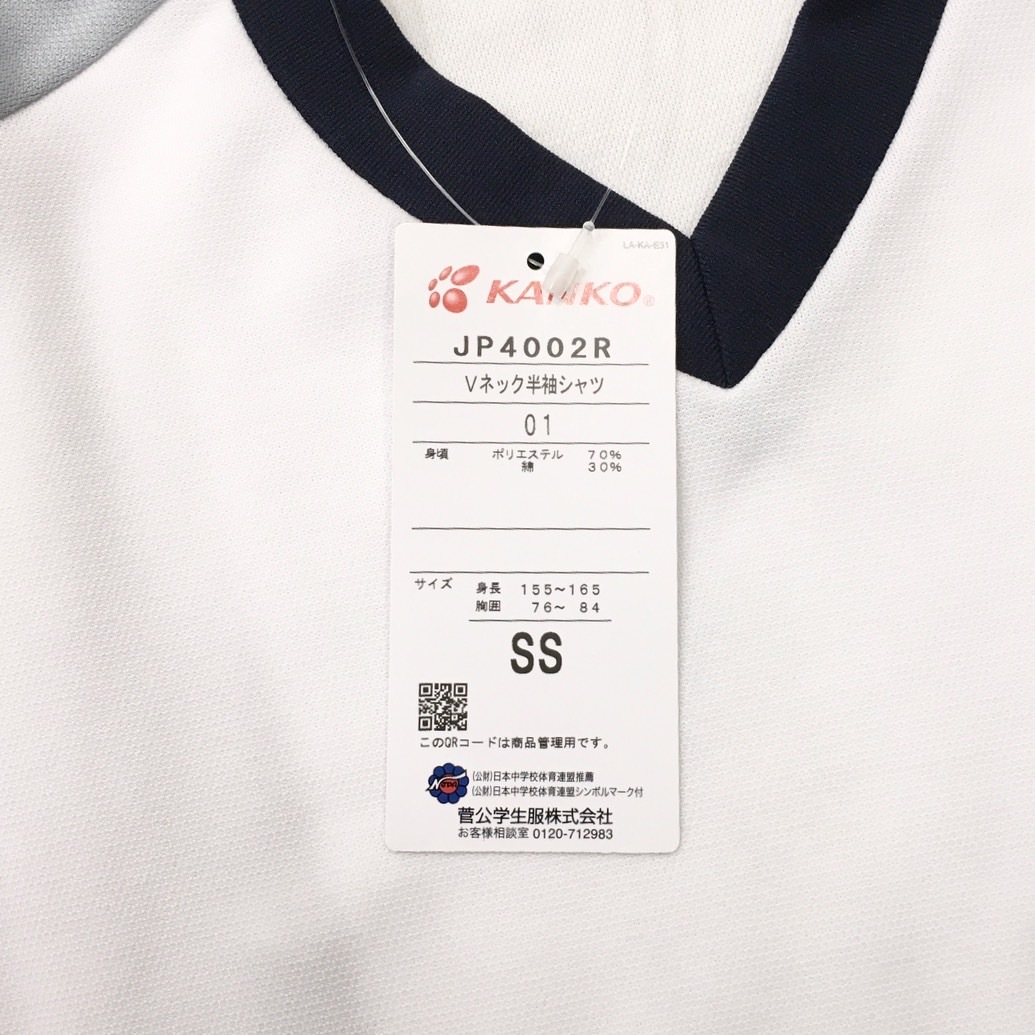 LA-KA-E31
KANKO®
JP4002R
Vネック半袖シャツ
01
身頃 ポリエステル 70%
綿 30%
サイズ 身長 155～165
胸囲 76～ 84
SS
このQRコードは商品管理用です。
(公財)日本中学校体育連盟推薦
(公財)日本中学校体育連盟シンボルマーク付
菅公学生服株式会社
お客様相談室 0120-712983